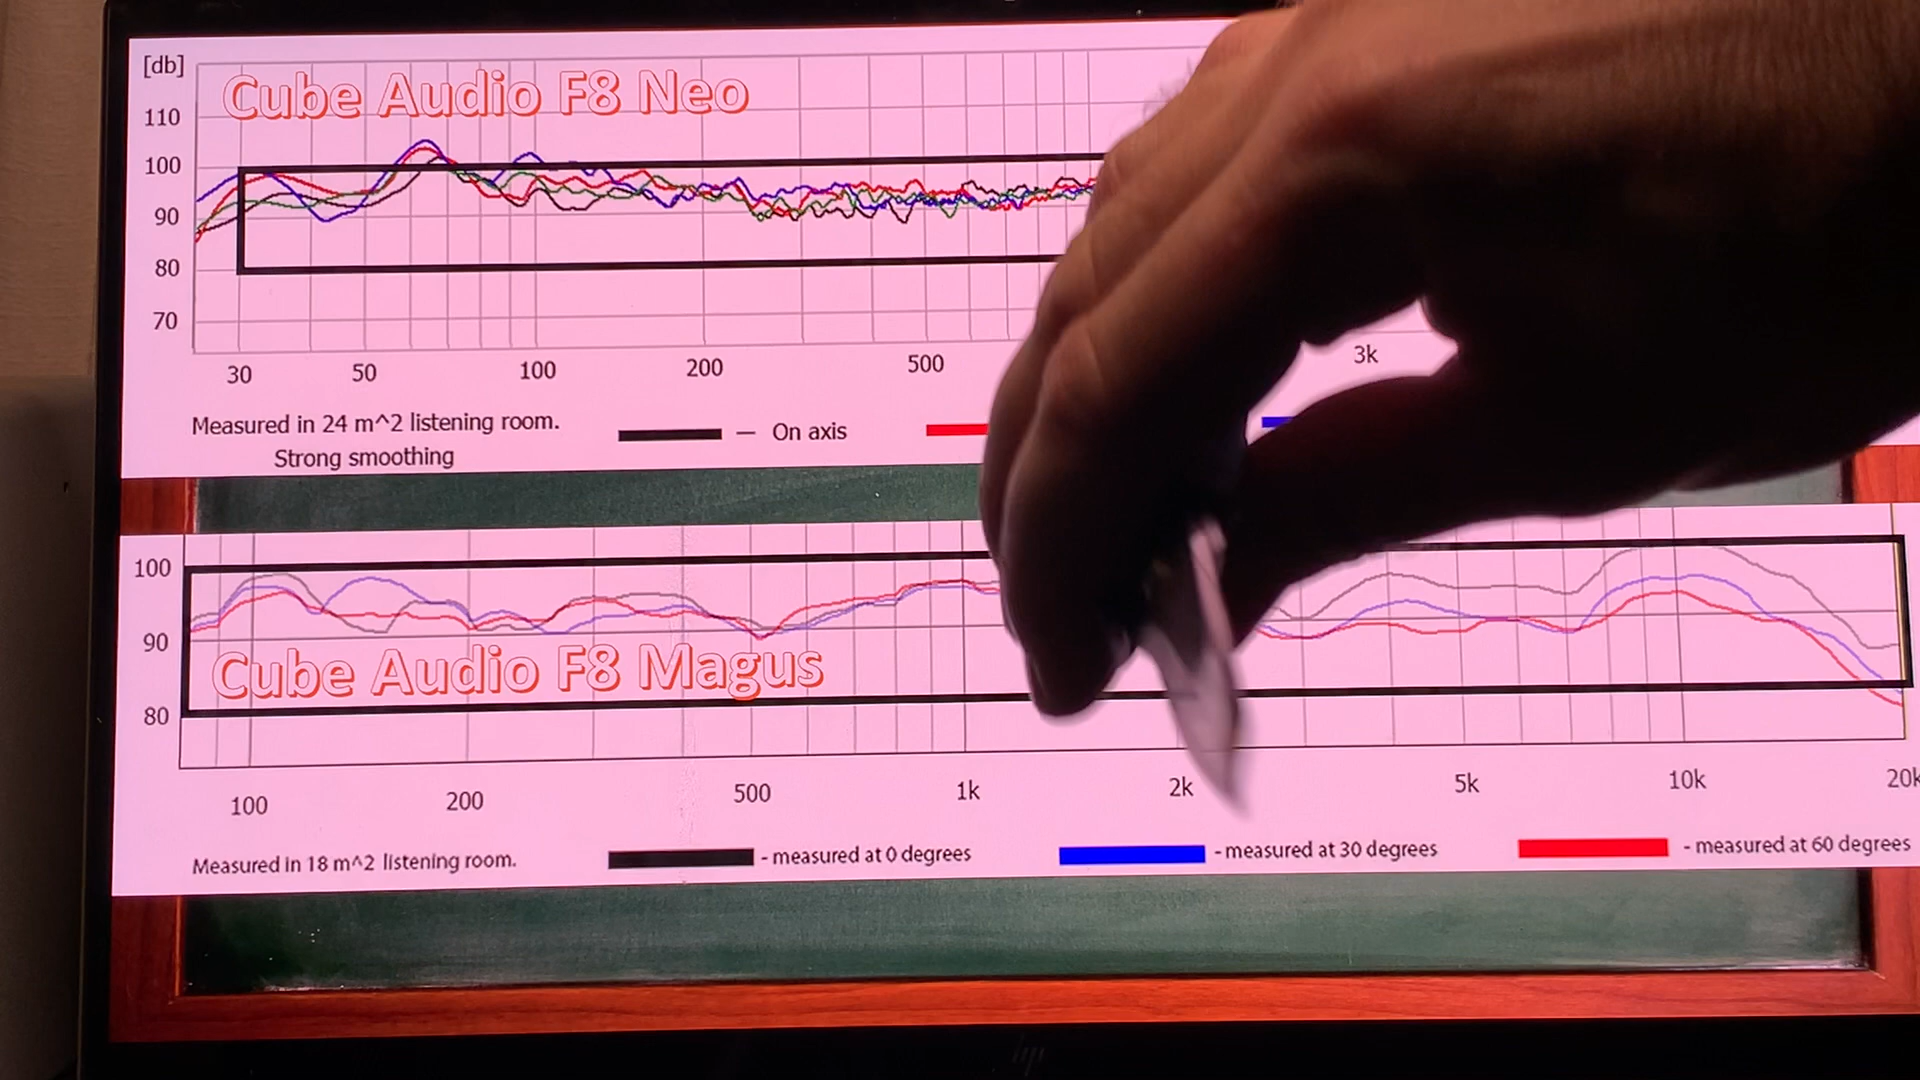 [db]
Cube Audio F8 Neo
110
100
90
80
70
30 50 100 200 500 3k
Measured in 24 m^2 listening room.
Strong smoothing
— On axis
100
90
80
Cube Audio F8 Magus
100 200 500 1k 2k 5k 10k 20k
Measured in 18 m^2 listening room.
- measured at 0 degrees
- measured at 30 degrees
- measured at 60 degrees
hp